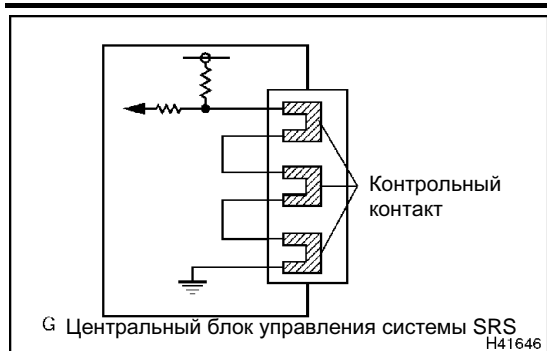 Контрольный
контакт
G Центральный блок управления системы SRS
H41646